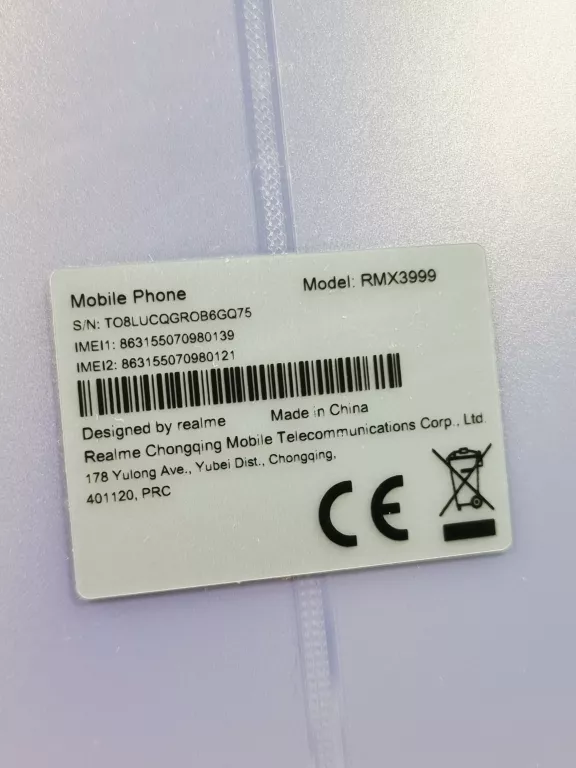 Mobile Phone
Model: RMX3999
S/N: TO8LUCQGROB6GQ75
IMEI1: 863155070980139
IMEI2: 863155070980121
Designed by realme Made in China
Realme Chongqing Mobile Telecommunications Corp., Ltd.
178 Yulong Ave., Yubei Dist., Chongqing,
401120, PRC
CE